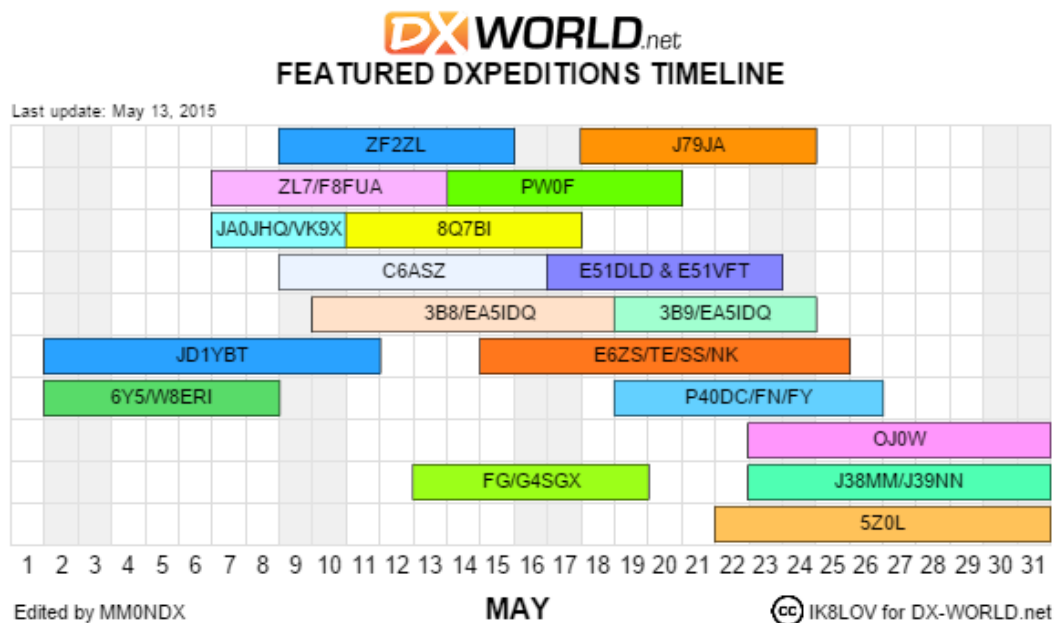 DX WORLD.net
FEATURED DXPEDITIONS TIMELINE
Last update: May 13, 2015
ZF2ZL J79JA
ZL7/F8FUA PW0F
JA0JHQ/VK9X 8Q7BI
C6ASZ E51DLD & E51VFT
3B8/EA5IDQ 3B9/EA5IDQ
JD1YBT E6ZS/TE/SS/NK
6Y5/W8ERI P40DC/FN/FY
OJ0W
FG/G4SGX J38MM/J39NN
5Z0L
1 2 3 4 5 6 7 8 9 10 11 12 13 14 15 16 17 18 19 20 21 22 23 24 25 26 27 28 29 30 31
Edited by MM0NDX MAY cc IK8LOV for DX-WORLD.net